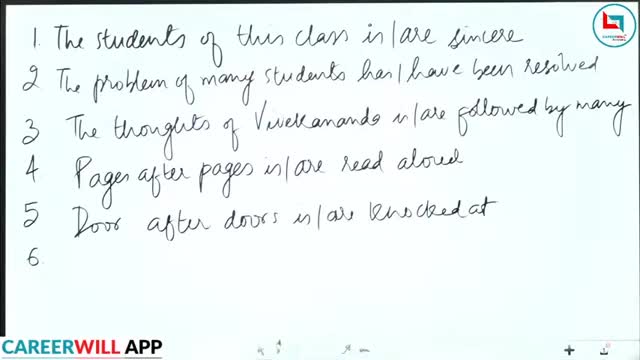 CAREERWILL
1. The students of this class is/are sincere
2 The problem of many students has/have been resolved
3 The thoughts of Vivekananda is/are followed by many
4 Pages after pages is/are read aloud
5 Door after doors is/are knocked at
6.
CAREERWILL APP